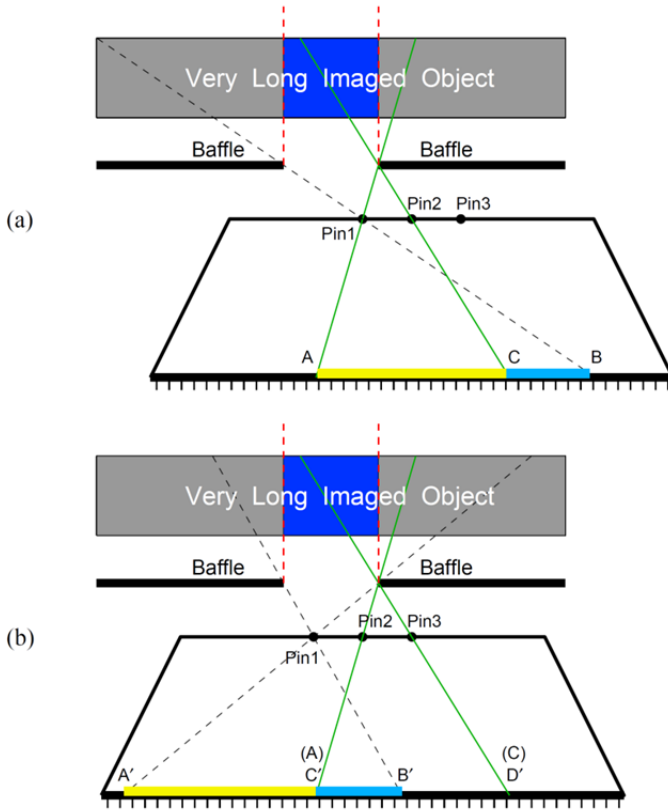 Very Long Imaged Object
Baffle Baffle
(a)
Pin1 Pin2 Pin3
A C B
Very Long Imaged Object
Baffle Baffle
(b)
Pin1 Pin2 Pin3
(A) (C)
A′ C′ B′ D′